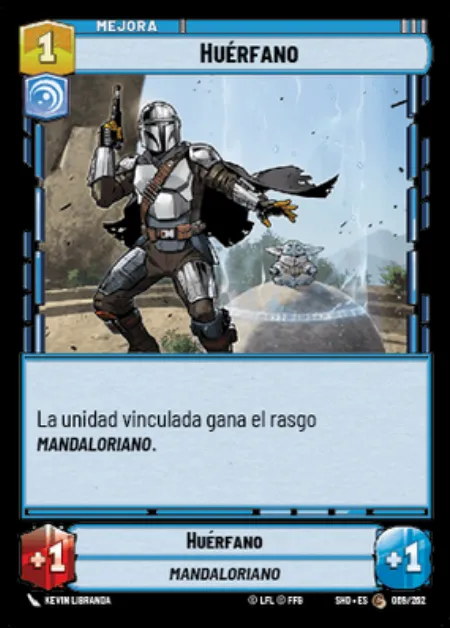 MEJORA
1
HUÉRFANO
La unidad vinculada gana el rasgo
MANDALORIANO.
+1
HUÉRFANO
+1
MANDALORIANO
KEVIN LIBRANDA
© LFL © FFG
SHD • ES
C
069/262